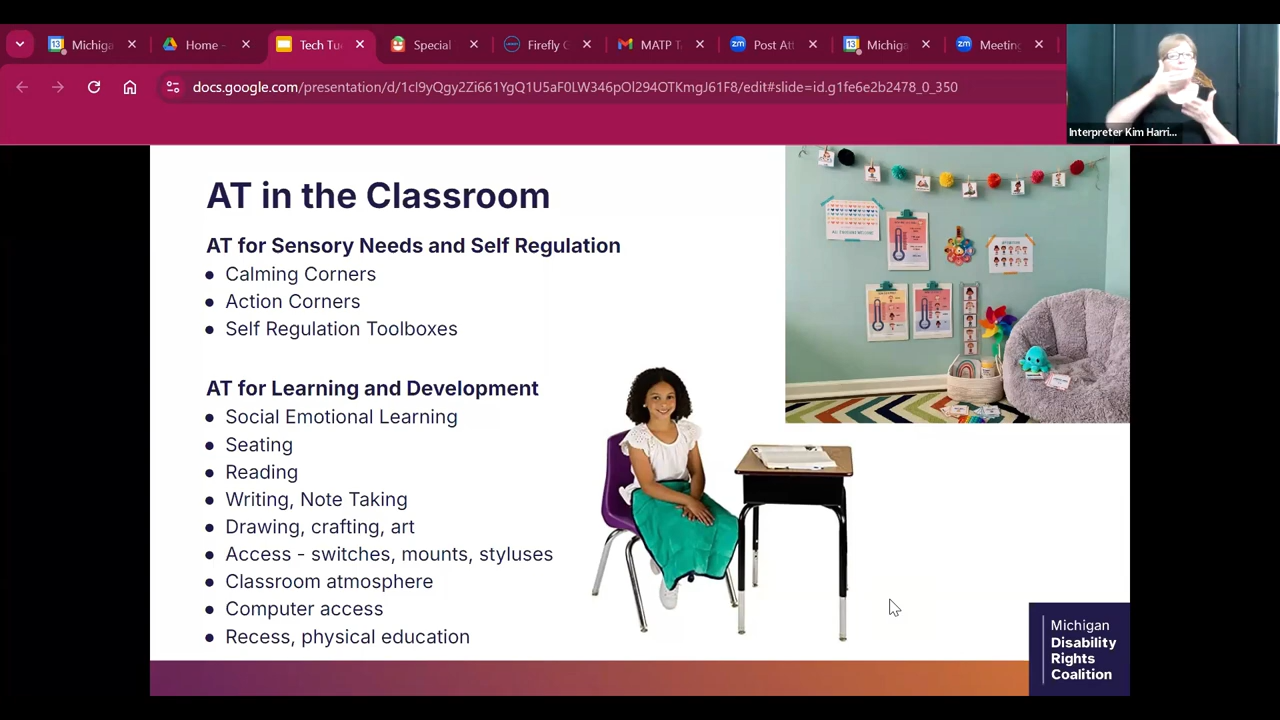 Michiga
Home -
Tech Tu
Special
Firefly
MATP T
Post Att
Michiga
Meetin
docs.google.com/presentation/d/1cI9yQgy2Zi661YgQ1U5aF0LW346pOl294OTKmgJ61F8/edit#slide=id.g1fe6e2b2478_0_350
Interpreter Kim Harri...
AT in the Classroom
AT for Sensory Needs and Self Regulation
● Calming Corners
● Action Corners
● Self Regulation Toolboxes
AT for Learning and Development
● Social Emotional Learning
● Seating
● Reading
● Writing, Note Taking
● Drawing, crafting, art
● Access - switches, mounts, styluses
● Classroom atmosphere
● Computer access
● Recess, physical education
Michigan
Disability
Rights
Coalition